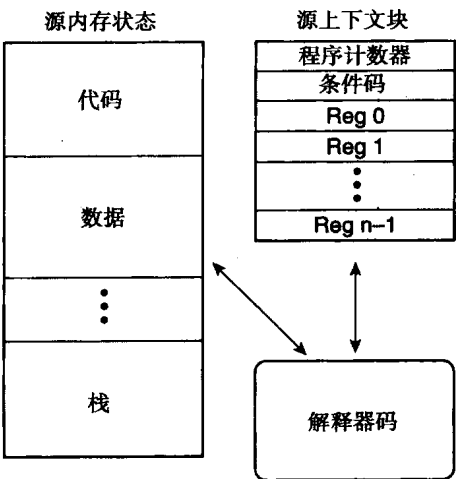 源内存状态
代码
数据
栈
源上下文块
程序计数器
条件码
Reg 0
Reg 1
Reg n–1
解释器码